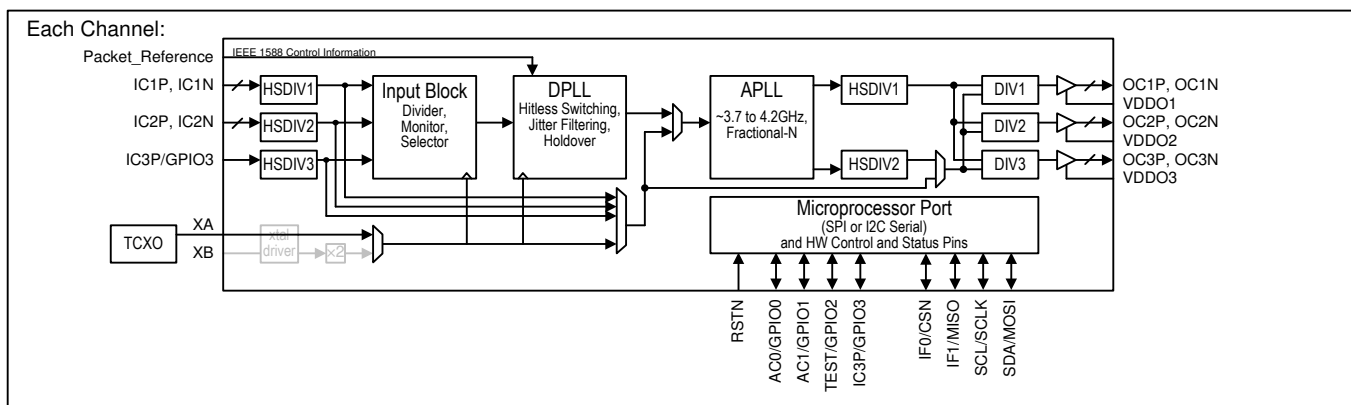 Each Channel:
Packet_Reference
IEEE 1588 Control Information
IC1P, IC1N
IC2P, IC2N
IC3P/GPIO3
HSDIV1
HSDIV2
HSDIV3
Input Block
Divider,
Monitor,
Selector
DPLL
Hitless Switching,
Jitter Filtering,
Holdover
APLL
~3.7 to 4.2GHz,
Fractional-N
HSDIV1
HSDIV2
DIV1
DIV2
DIV3
OC1P, OC1N
VDDO1
OC2P, OC2N
VDDO2
OC3P, OC3N
VDDO3
TCXO
XA
XB
xtal
driver
×2
Microprocessor Port
(SPI or I2C Serial)
and HW Control and Status Pins
RSTN
AC0/GPIO0
AC1/GPIO1
TEST/GPIO2
IC3P/GPIO3
IF0/CSN
IF1/MISO
SCL/SCLK
SDA/MOSI